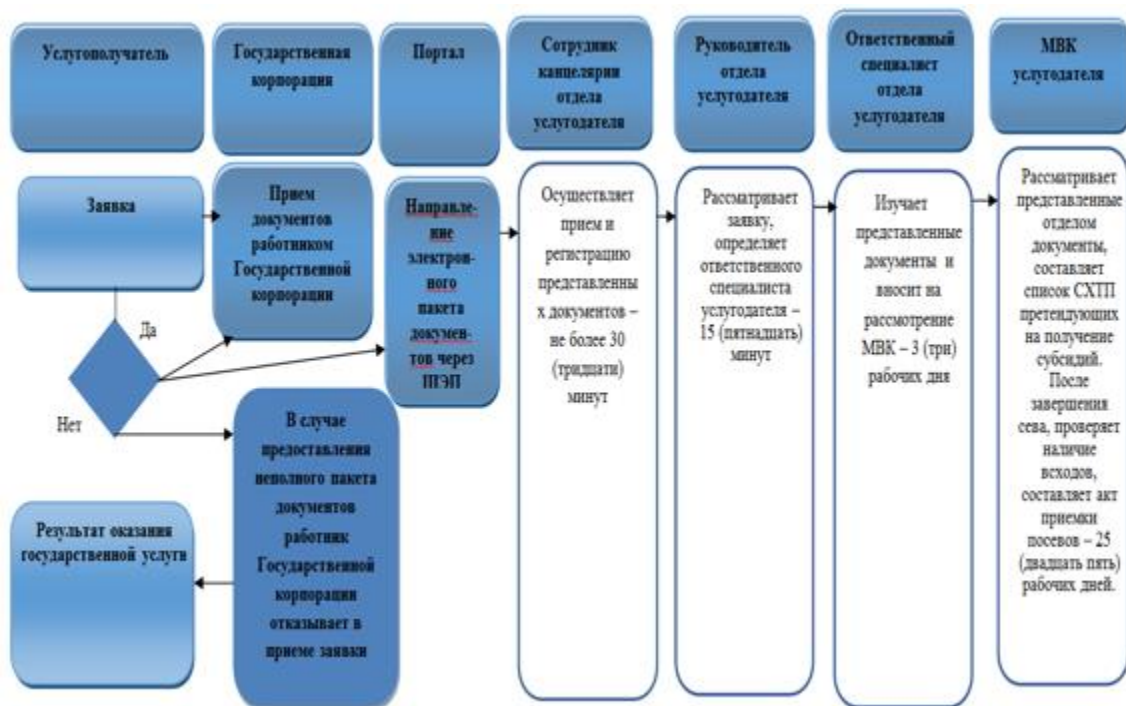 Услугополучатель
Государственная
корпорация
Портал
Сотрудник
канцелярии
отдела
услугодателя
Руководитель
отдела
услугодателя
Ответственный
специалист
отдела
услугодателя
МВК
услугодателя
Заявка
Прием
документов
работником
Государственной
корпорации
Направле-
ние
электрон-
ного
пакета
докумен-
тов через
ШЭП
Осуществляет
прием и
регистрацию
представленны
х документов –
не более 30
(тридцати)
минут
Рассматривает
заявку,
определяет
ответственного
специалиста
услугодателя –
15 (пятнадцать)
минут
Изучает
представленные
документы и
вносит на
рассмотрение
МВК – 3 (три)
рабочих дня
Рассматривает
представленные
отделом
документы,
составляет
список СХТП
претендующих
на получение
субсидий.
После
завершения
сева, проверяет
наличие
всходов,
составляет акт
приемки
посевов – 25
(двадцать пять)
рабочих дней.
Да
Нет
В случае
предоставления
неполного пакета
документов
работник
Государственной
корпорации
отказывает в
приеме заявки
Результат оказания
государственной услуги